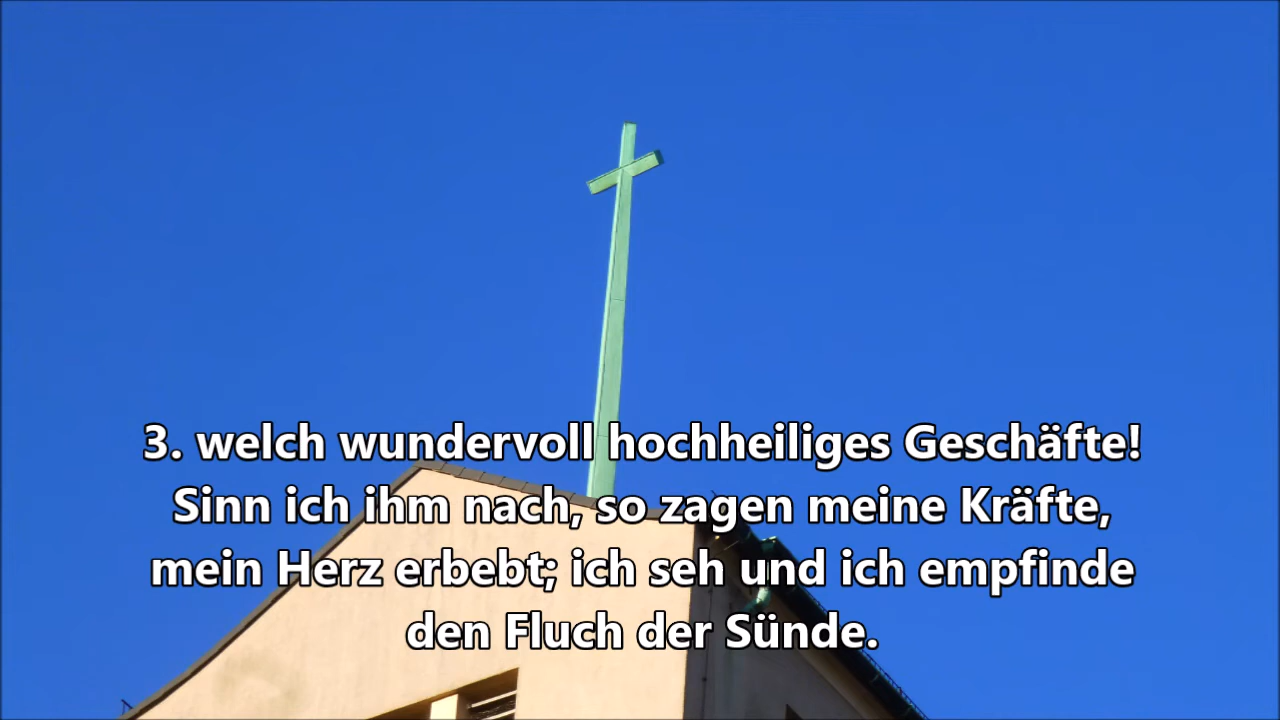 3. welch wundervoll hochheiliges Geschäfte!
Sinn ich ihm nach, so zagen meine Kräfte,
mein Herz erbebt; ich seh und ich empfinde
den Fluch der Sünde.